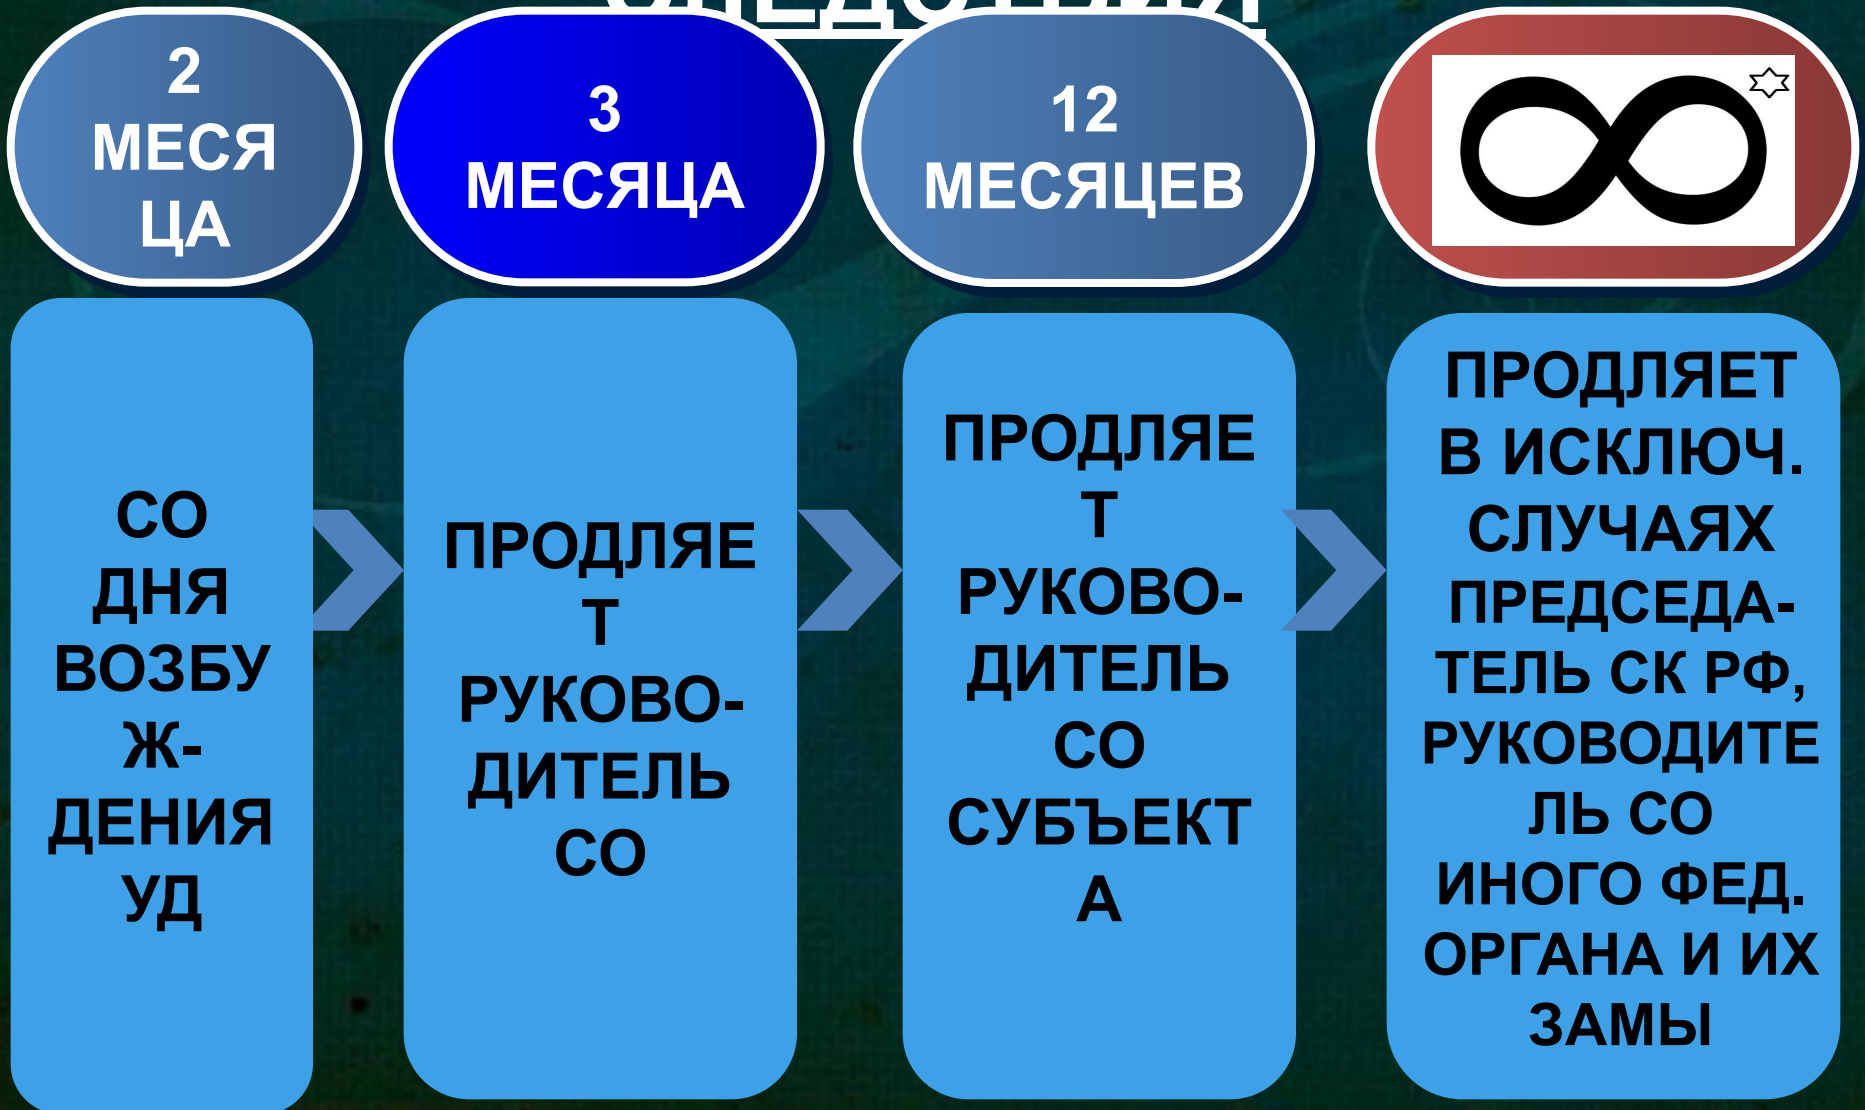 СЛЕДСТВИЯ
2
МЕСЯ
ЦА
3
МЕСЯЦА
12
МЕСЯЦЕВ
СО
ДНЯ
ВОЗБУ
Ж-
ДЕНИЯ
УД
ПРОДЛЯЕ
Т
РУКОВО-
ДИТЕЛЬ
СО
ПРОДЛЯЕ
Т
РУКОВО-
ДИТЕЛЬ
СО
СУБЪЕКТ
А
ПРОДЛЯЕТ
В ИСКЛЮЧ.
СЛУЧАЯХ
ПРЕДСЕДА-
ТЕЛЬ СК РФ,
РУКОВОДИТЕ
ЛЬ СО
ИНОГО ФЕД.
ОРГАНА И ИХ
ЗАМЫ